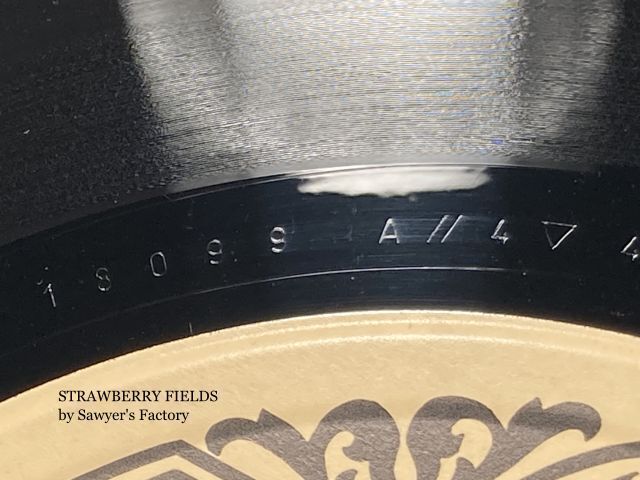 1 8 0 9 9 A // 4 ▽ 4
STRAWBERRY FIELDS
by Sawyer's Factory